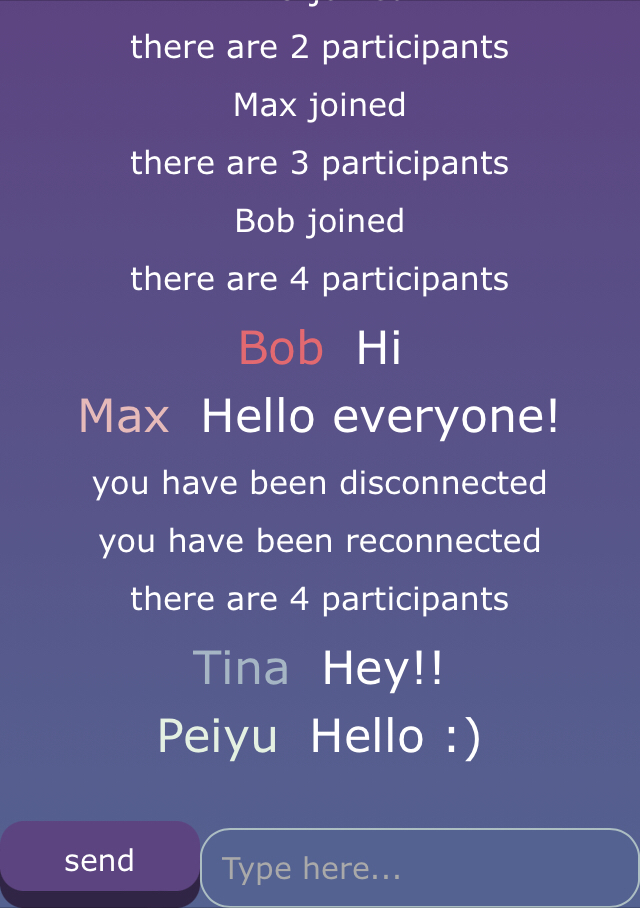 there are 2 participants
Max joined
there are 3 participants
Bob joined
there are 4 participants
Bob Hi
Max Hello everyone!
you have been disconnected
you have been reconnected
there are 4 participants
Tina Hey!!
Peiyu Hello :)
send
Type here...